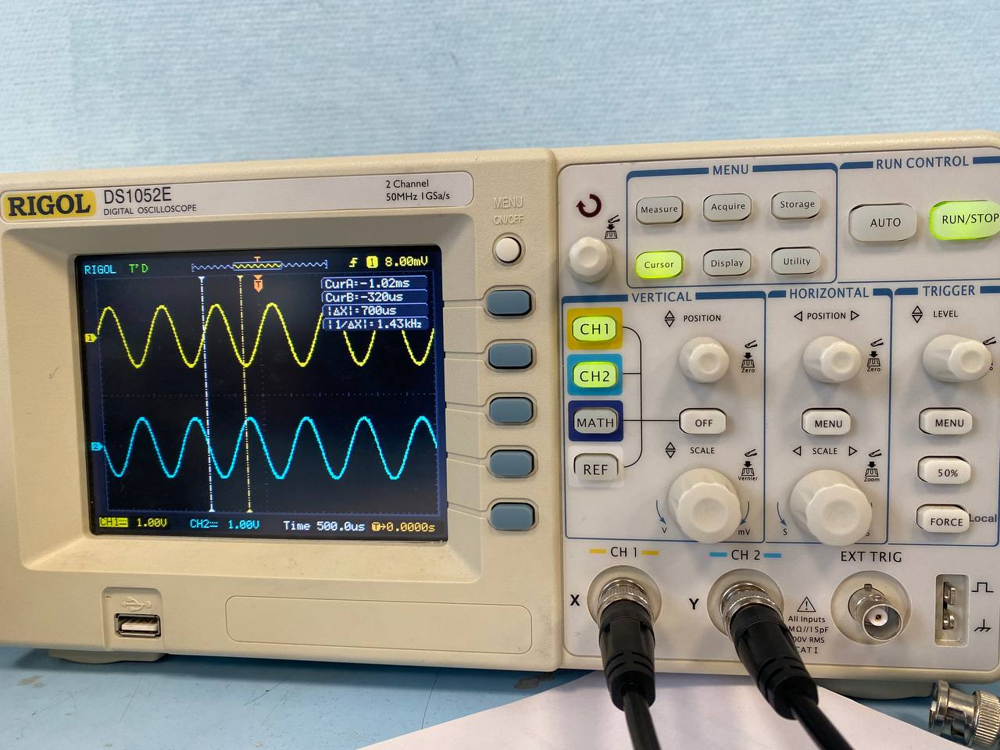 RIGOL DS1052E
DIGITAL OSCILLOSCOPE
2 Channel
50MHz 1GSa/s
MENU
ON/OFF
RIGOL T'D
T
1 8.00mV
T
CurA=-1.02ms
CurB=-320us
|ΔX|=700us
|1/ΔX|=1.43kHz
1
2
CH1 1.00V CH2 1.00V Time 500.0us T→0.0000s
MENU
Measure Acquire Storage
Cursor Display Utility
RUN CONTROL
AUTO RUN/STOP
VERTICAL
POSITION
CH1
CH2
MATH
REF
Zero
OFF
SCALE
Vernier
V mV
HORIZONTAL
POSITION
Zero
MENU
SCALE
Zoom
S
TRIGGER
LEVEL
MENU
50%
FORCE Local
CH 1
X
CH 2
Y
EXT TRIG
All Inputs
MΩ//15pF
00V RMS
CAT I